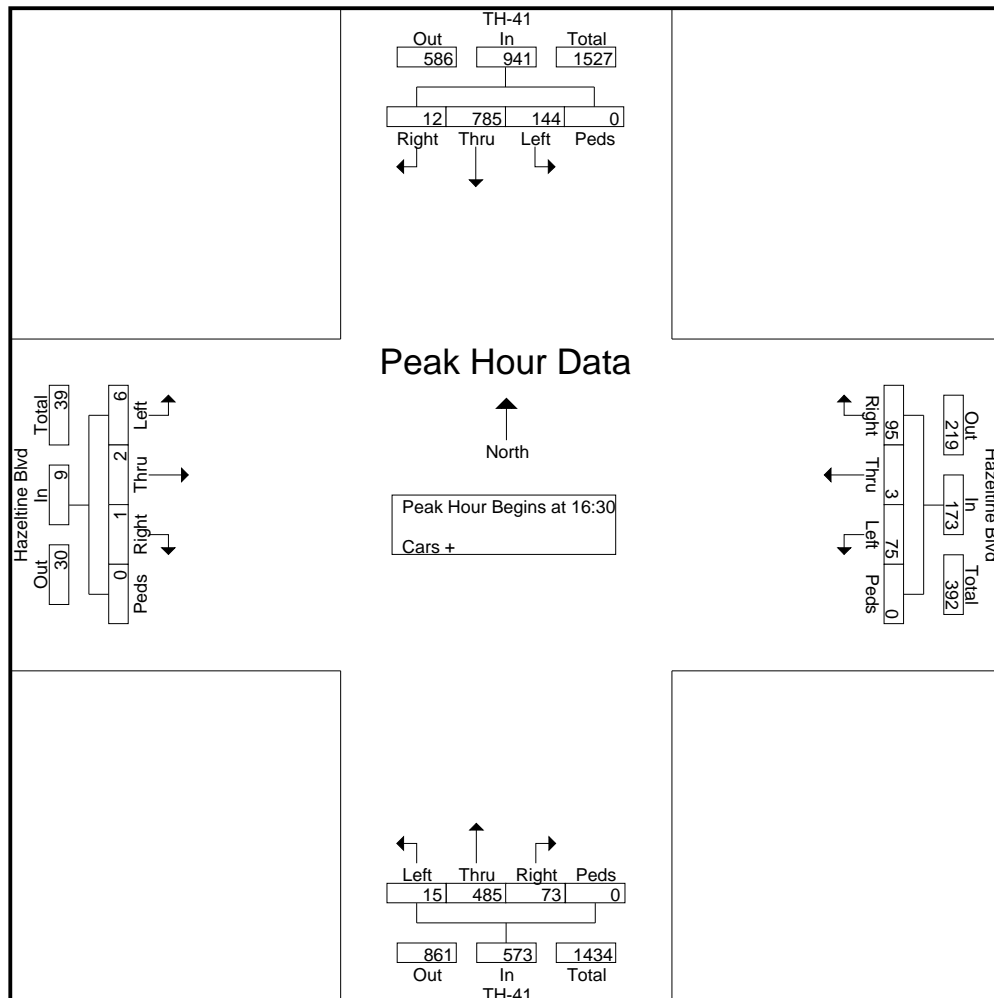 TH-41
Out In Total
586 941 1527
12 785 144 0
Right Thru Left Peds
Peak Hour Data
North
Peak Hour Begins at 16:30
Cars +
Hazeltine Blvd
Out In Total
30 9 39
0 1 2 6
Peds Right Thru Left
Hazeltine Blvd
Out In Total
219 173 392
95 3 75 0
Right Thru Left Peds
Left Thru Right Peds
15 485 73 0
861 573 1434
Out In Total
TH-41